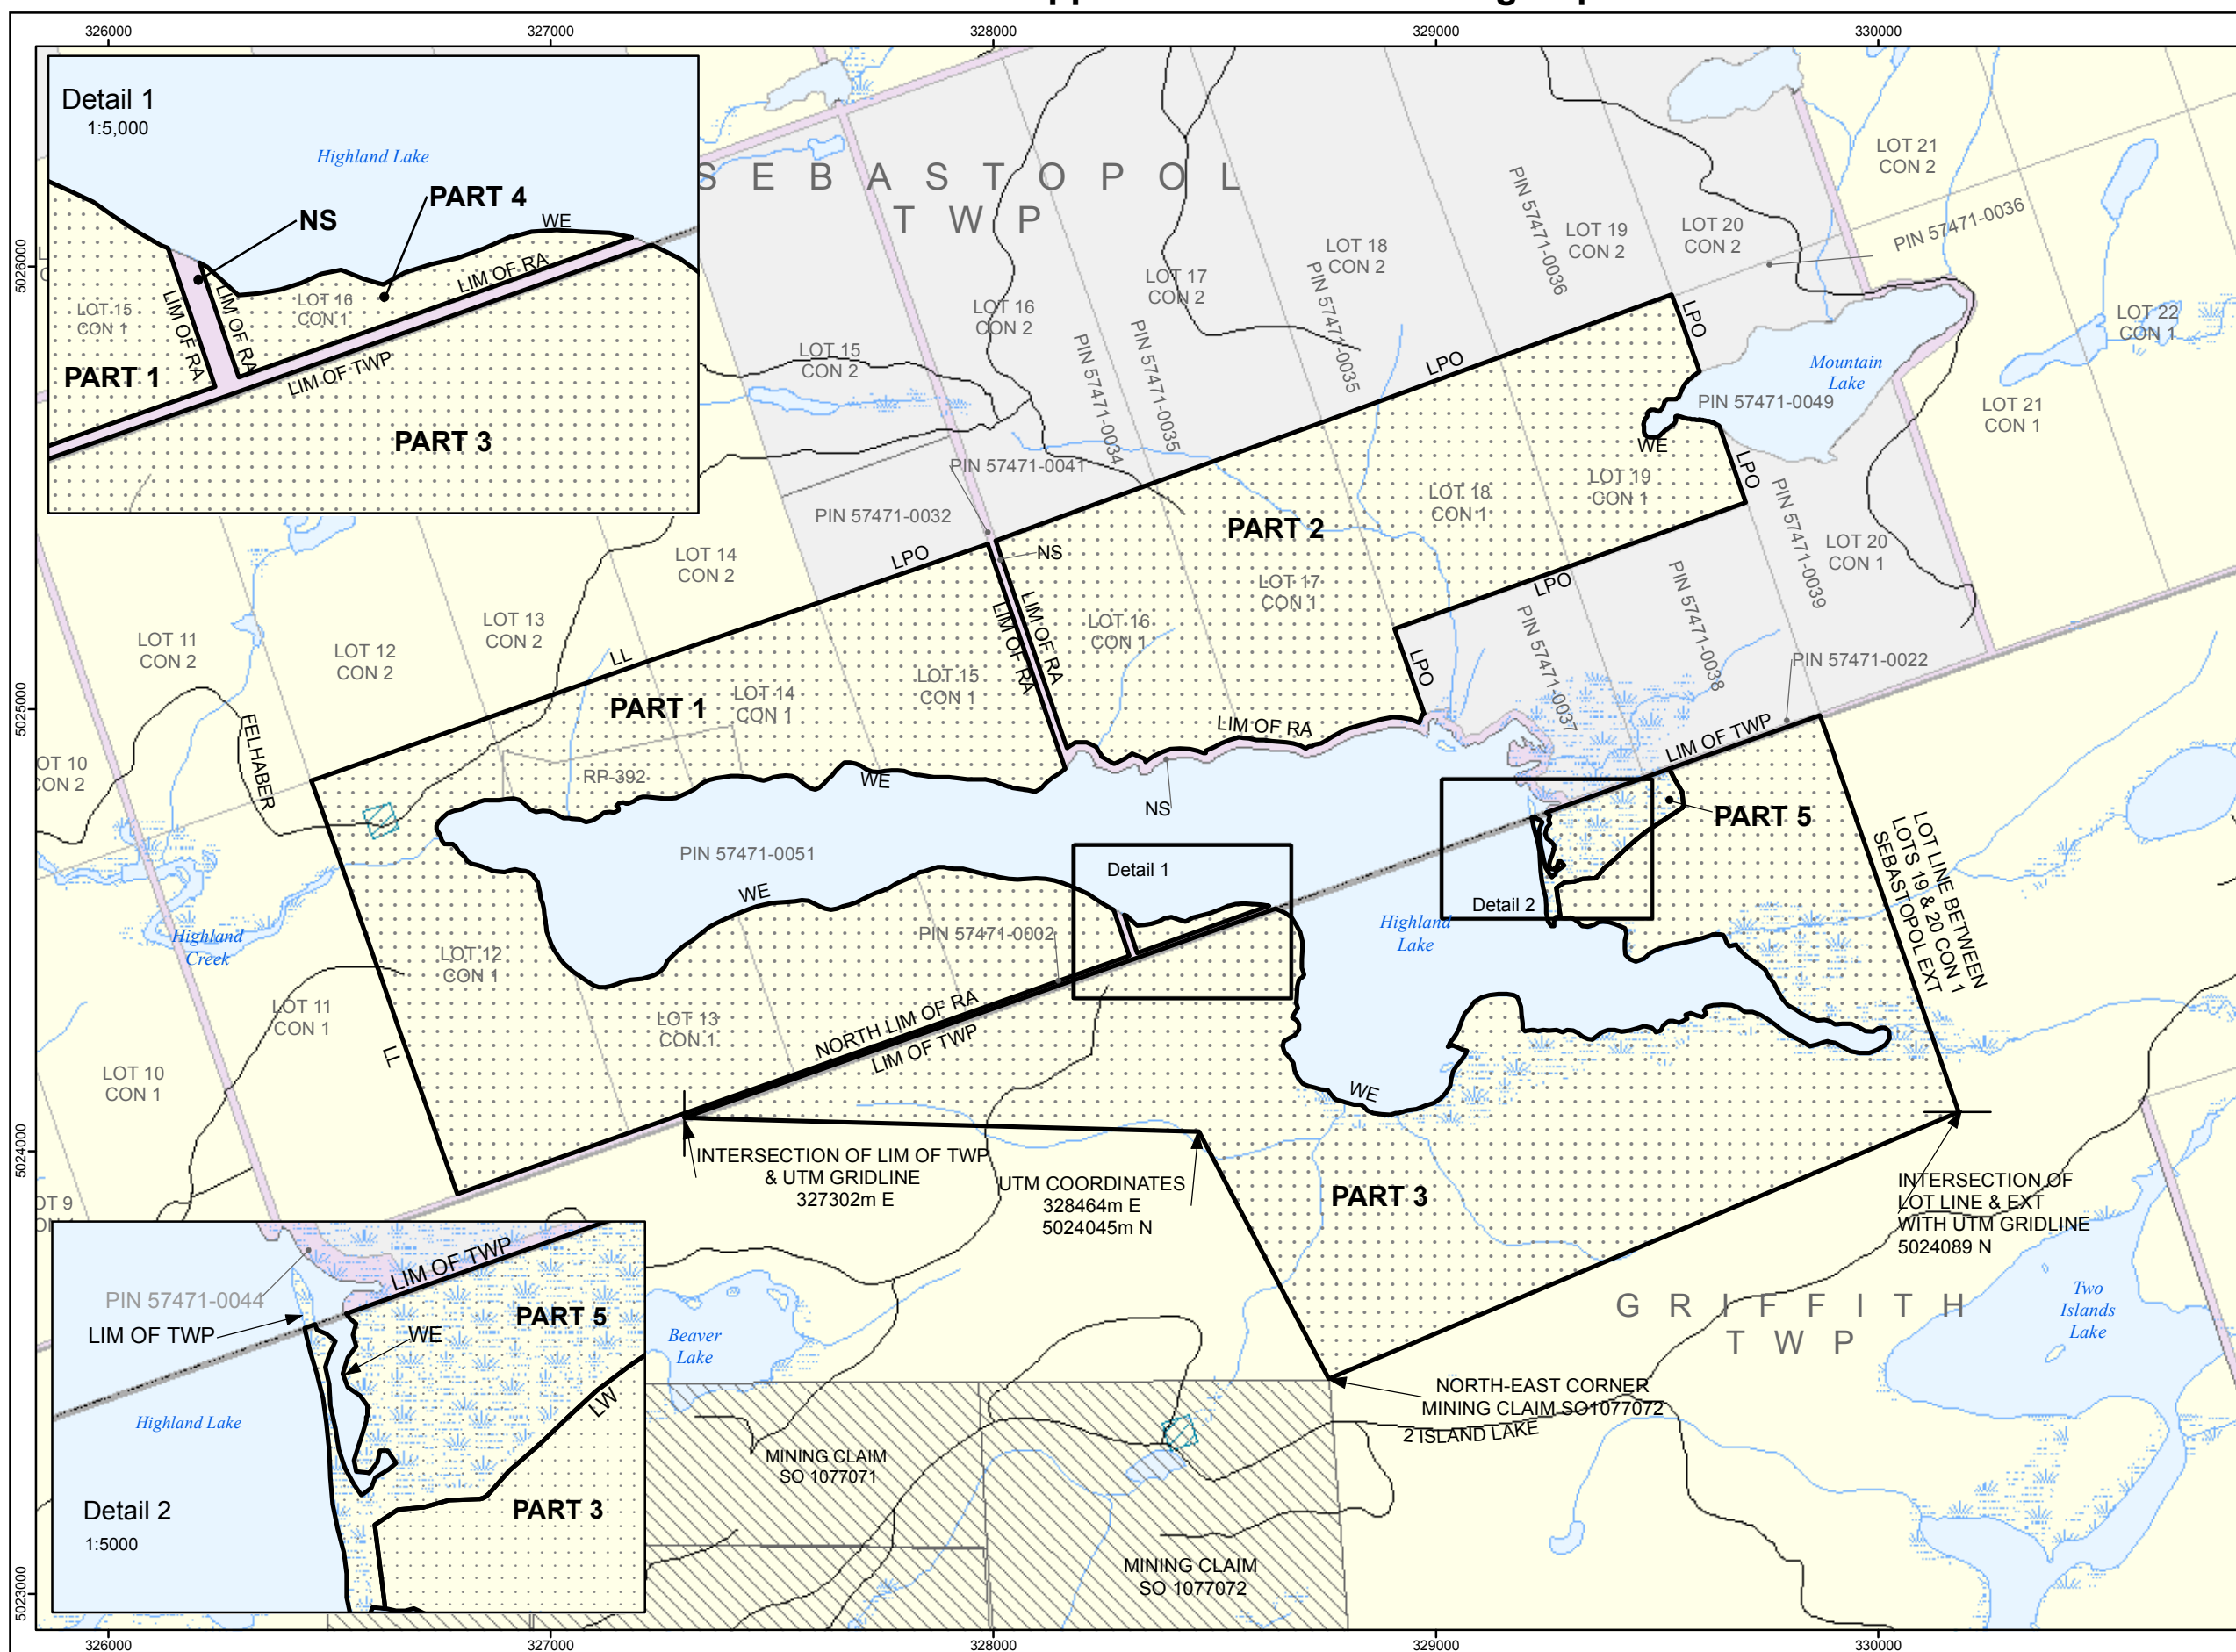 326000
327000
328000
329000
330000
5026000
5025000
5024000
5023000
Detail 1
1:5,000
Highland Lake
NS
PART 4
WE
LIM OF RA
LOT 15
CON 1
LIM OF RA
LIM OF RA
LOT 16
CON 1
PART 1
LIM OF TWP
PART 3
SEBASTOPOL
TWP
LOT 21
CON 2
PIN 57471-0036
PIN 57471-0036
LOT 20
CON 2
LOT 19
CON 2
LOT 18
CON 2
LOT 17
CON 2
LOT 16
CON 2
LOT 15
CON 2
PIN 57471-0035
PIN 57471-0035
PIN 57471-0034
LPO
LPO
LOT 22
CON 1
Mountain
Lake
PIN 57471-0049
LOT 21
CON 1
WE
LPO
LOT 19
CON 1
LOT 18
CON 1
PIN 57471-0041
PIN 57471-0032
PART 2
NS
LPO
LOT 14
CON 2
LOT 13
CON 2
LOT 12
CON 2
LOT 11
CON 2
LOT 17
CON 1
LPO
PIN 57471-0039
LOT 20
CON 1
PIN 57471-0038
PIN 57471-0037
PIN 57471-0022
LIM OF RA
LIM OF RA
LOT 16
CON 1
LPO
LL
PART 1
LOT 14
CON 1
LOT 15
CON 1
LIM OF RA
LIM OF TWP
FELHABER
RP-392
WE
NS
PART 5
PIN 57471-0051
Detail 1
WE
Detail 2
Highland
Lake
LOT LINE BETWEEN
LOTS 19 & 20 CON 1
SEBASTOPOL EXT
Highland
Creek
LOT 12
CON 1
PIN 57471-0002
LOT 11
CON 1
LOT 13
CON 1
NORTH LIM OF RA
LIM OF TWP
LL
LOT 10
CON 1
WE
INTERSECTION OF LIM OF TWP
& UTM GRIDLINE
327302m E
UTM COORDINATES
328464m E
5024045m N
PART 3
INTERSECTION OF
LOT LINE & EXT
WITH UTM GRIDLINE
5024089 N
GRIFFITH
TWP
Two
Islands
Lake
Beaver
Lake
NORTH-EAST CORNER
MINING CLAIM SO1077072
2 ISLAND LAKE
MINING CLAIM
SO 1077071
MINING CLAIM
SO 1077072
LIM OF TWP
PIN 57471-0044
LIM OF TWP
WE
PART 5
Highland Lake
LW
Detail 2
1:5000
PART 3
326000
327000
328000
329000
330000